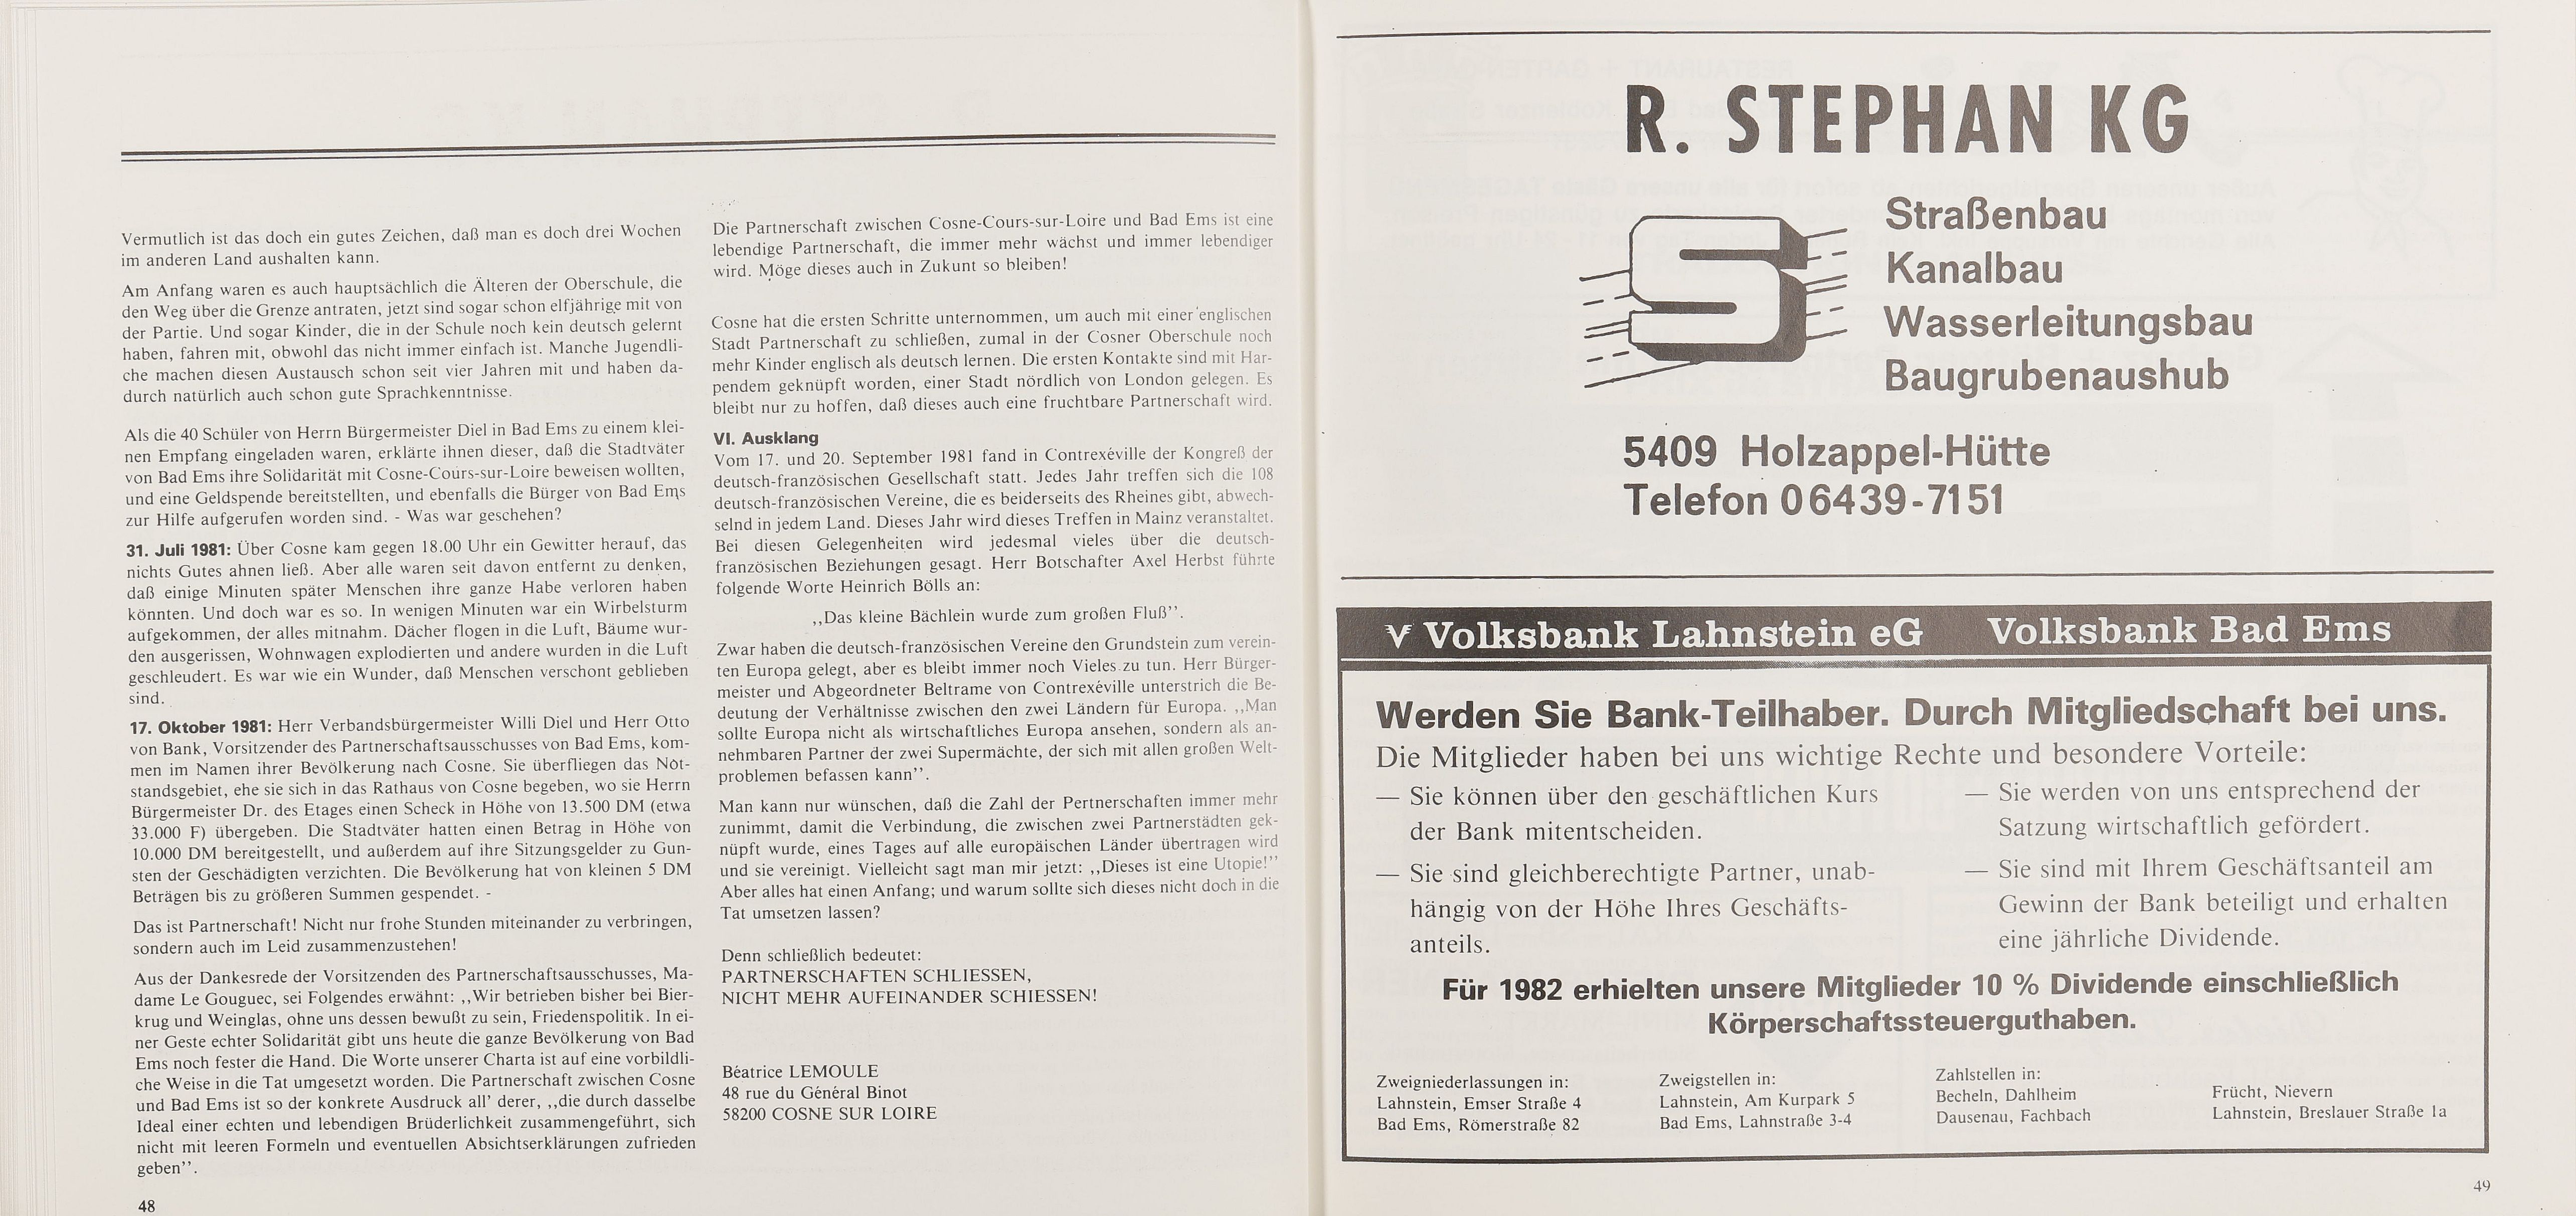 Vermutlich ist das doch ein gutes Zeichen, daß man es doch drei Wochen
im anderen Land aushalten kann.
Am Anfang waren es auch hauptsächlich die Älteren der Oberschule, die
den Weg über die Grenze antraten, jetzt sind sogar schon elfjährige mit von
der Partie. Und sogar Kinder, die in der Schule noch kein deutsch gelernt
haben, fahren mit, obwohl das nicht immer einfach ist. Manche Jugendli-
che machen diesen Austausch schon seit vier Jahren mit und haben da-
durch natürlich auch schon gute Sprachkenntnisse.
Als die 40 Schüler von Herrn Bürgermeister Diel in Bad Ems zu einem klei-
nen Empfang eingeladen waren, erklärte ihnen dieser, daß die Stadtväter
von Bad Ems ihre Solidarität mit Cosne-Cours-sur-Loire beweisen wollten,
und eine Geldspende bereitstellten, und ebenfalls die Bürger von Bad Ems
zur Hilfe aufgerufen worden sind. - Was war geschehen?
31. Juli 1981: Über Cosne kam gegen 18.00 Uhr ein Gewitter herauf, das
nichts Gutes ahnen ließ. Aber alle waren seit davon entfernt zu denken,
daß einige Minuten später Menschen ihre ganze Habe verloren haben
könnten. Und doch war es so. In wenigen Minuten war ein Wirbelsturm
aufgekommen, der alles mitnahm. Dächer flogen in die Luft, Bäume wur-
den ausgerissen, Wohnwagen explodierten und andere wurden in die Luft
geschleudert. Es war wie ein Wunder, daß Menschen verschont geblieben
sind.
17. Oktober 1981: Herr Verbandsbürgermeister Willi Diel und Herr Otto
von Bank, Vorsitzender des Partnerschaftsausschusses von Bad Ems, kom-
men im Namen ihrer Bevölkerung nach Cosne. Sie überfliegen das Not-
standsgebiet, ehe sie sich in das Rathaus von Cosne begeben, wo sie Herrn
Bürgermeister Dr. des Etages einen Scheck in Höhe von 13.500 DM (etwa
33.000 F) übergeben. Die Stadtväter hatten einen Betrag in Höhe von
10.000 DM bereitgestellt, und außerdem auf ihre Sitzungsgelder zu Gun-
sten der Geschädigten verzichten. Die Bevölkerung hat von kleinen 5 DM
Beträgen bis zu größeren Summen gespendet. -
Das ist Partnerschaft! Nicht nur frohe Stunden miteinander zu verbringen,
sondern auch im Leid zusammenzustehen!
Aus der Dankesrede der Vorsitzenden des Partnerschaftsausschusses, Ma-
dame Le Gouguec, sei Folgendes erwähnt: ,,Wir betrieben bisher bei Bier-
krug und Weinglas, ohne uns dessen bewußt zu sein, Friedenspolitik. In ei-
ner Geste echter Solidarität gibt uns heute die ganze Bevölkerung von Bad
Ems noch fester die Hand. Die Worte unserer Charta ist auf eine vorbildli-
che Weise in die Tat umgesetzt worden. Die Partnerschaft zwischen Cosne
und Bad Ems ist so der konkrete Ausdruck all' derer, ,,die durch dasselbe
Ideal einer echten und lebendigen Brüderlichkeit zusammengeführt, sich
nicht mit leeren Formeln und eventuellen Absichtserklärungen zufrieden
geben''.
48
Die Partnerschaft zwischen Cosne-Cours-sur-Loire und Bad Ems ist eine
lebendige Partnerschaft, die immer mehr wächst und immer lebendiger
wird. Möge dieses auch in Zukunt so bleiben!
Cosne hat die ersten Schritte unternommen, um auch mit einer englischen
Stadt Partnerschaft zu schließen, zumal in der Cosner Oberschule noch
mehr Kinder englisch als deutsch lernen. Die ersten Kontakte sind mit Har-
pendem geknüpft worden, einer Stadt nördlich von London gelegen. Es
bleibt nur zu hoffen, daß dieses auch eine fruchtbare Partnerschaft wird.
VI. Ausklang
Vom 17. und 20. September 1981 fand in Contrexéville der Kongreß der
deutsch-französischen Gesellschaft statt. Jedes Jahr treffen sich die 108
deutsch-französischen Vereine, die es beiderseits des Rheines gibt, abwech-
selnd in jedem Land. Dieses Jahr wird dieses Treffen in Mainz veranstaltet.
Bei diesen Gelegenheiten wird jedesmal vieles über die deutsch-
französischen Beziehungen gesagt. Herr Botschafter Axel Herbst führte
folgende Worte Heinrich Bölls an:
,,Das kleine Bächlein wurde zum großen Fluß''.
Zwar haben die deutsch-französischen Vereine den Grundstein zum verein-
ten Europa gelegt, aber es bleibt immer noch Vieles zu tun. Herr Bürger-
meister und Abgeordneter Beltrame von Contrexéville unterstrich die Be-
deutung der Verhältnisse zwischen den zwei Ländern für Europa. ,,Man
sollte Europa nicht als wirtschaftliches Europa ansehen, sondern als an-
nehmbaren Partner der zwei Supermächte, der sich mit allen großen Welt-
problemen befassen kann''.
Man kann nur wünschen, daß die Zahl der Pertnerschaften immer mehr
zunimmt, damit die Verbindung, die zwischen zwei Partnerstädten gek-
nüpft wurde, eines Tages auf alle europäischen Länder übertragen wird
und sie vereinigt. Vielleicht sagt man mir jetzt: ,,Dieses ist eine Utopie!''
Aber alles hat einen Anfang; und warum sollte sich dieses nicht doch in die
Tat umsetzen lassen?
Denn schließlich bedeutet:
PARTNERSCHAFTEN SCHLIESSEN,
NICHT MEHR AUFEINANDER SCHIESSEN!
Béatrice LEMOULE
48 rue du Général Binot
58200 COSNE SUR LOIRE
R. STEPHAN KG
S
Straßenbau
Kanalbau
Wasserleitungsbau
Baugrubenaushub
5409 Holzappel-Hütte
Telefon 06439-7151
Volksbank Lahnstein eG Volksbank Bad Ems
Werden Sie Bank-Teilhaber. Durch Mitgliedschaft bei uns.
Die Mitglieder haben bei uns wichtige Rechte und besondere Vorteile:
— Sie können über den geschäftlichen Kurs
der Bank mitentscheiden.
— Sie sind gleichberechtigte Partner, unab-
hängig von der Höhe Ihres Geschäfts-
anteils.
— Sie werden von uns entsprechend der
Satzung wirtschaftlich gefördert.
— Sie sind mit Ihrem Geschäftsanteil am
Gewinn der Bank beteiligt und erhalten
eine jährliche Dividende.
Für 1982 erhielten unsere Mitglieder 10 % Dividende einschließlich
Körperschaftssteuerguthaben.
Zweigniederlassungen in:
Lahnstein, Emser Straße 4
Bad Ems, Römerstraße 82
Zweigstellen in:
Lahnstein, Am Kurpark 5
Bad Ems, Lahnstraße 3-4
Zahlstellen in:
Becheln, Dahlheim
Dausenau, Fachbach
Frücht, Nievern
Lahnstein, Breslauer Straße 1a
49